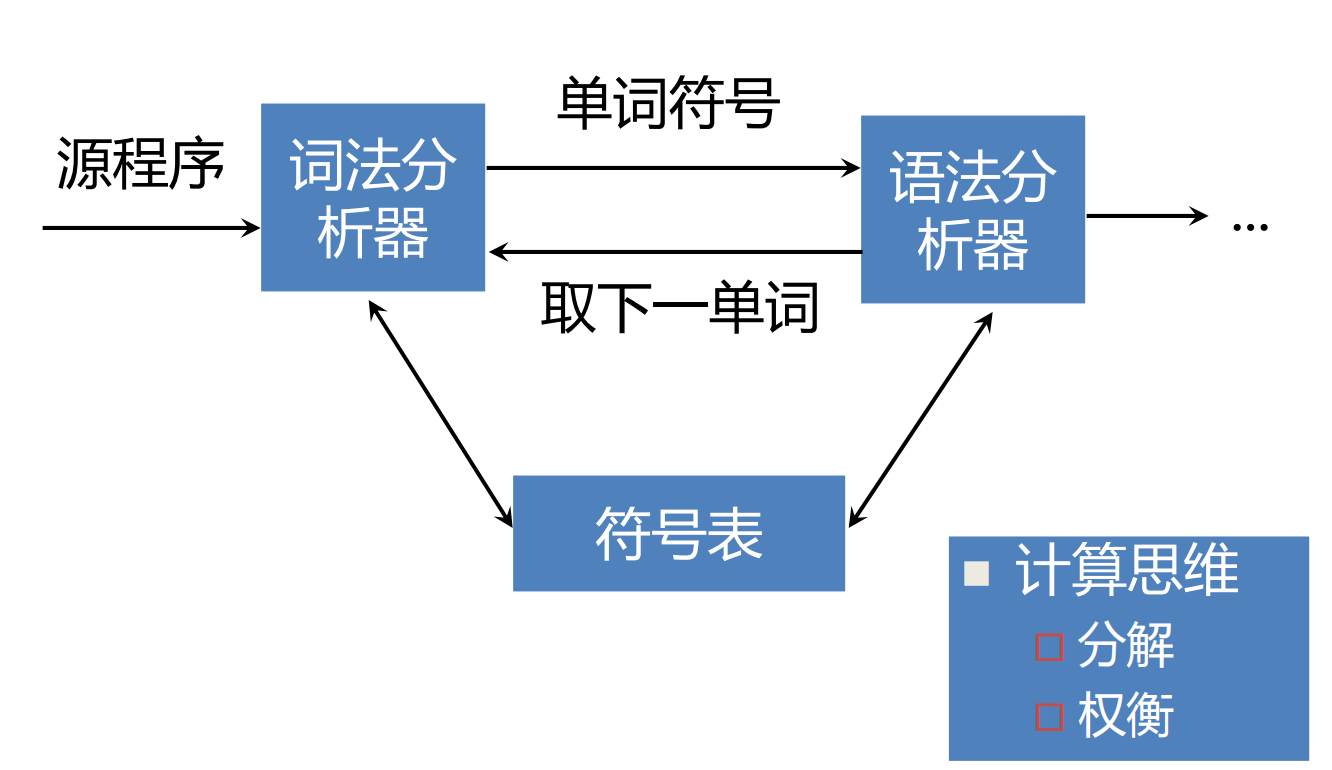 单词符号
源程序
词法分
析器
语法分
析器
...
取下一单词
符号表
计算思维
分解
权衡